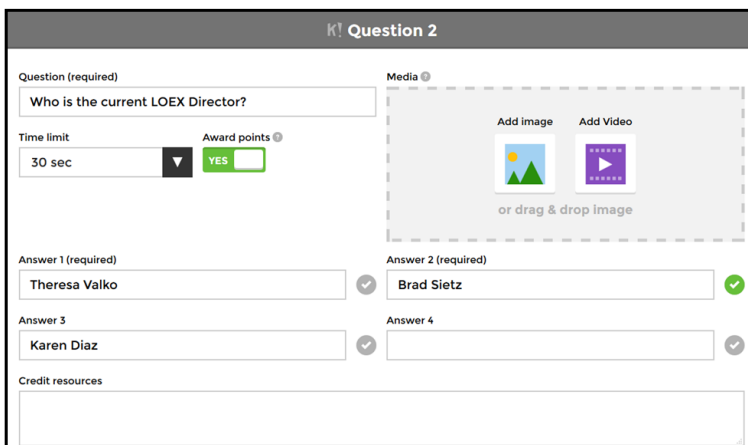 K! Question 2
Question (required)
Media ?
Who is the current LOEX Director?
Add image Add Video
Time limit
Award points ?
30 sec
YES
or drag & drop image
Answer 1 (required)
Answer 2 (required)
Theresa Valko
Brad Sietz
Answer 3
Answer 4
Karen Diaz
Credit resources